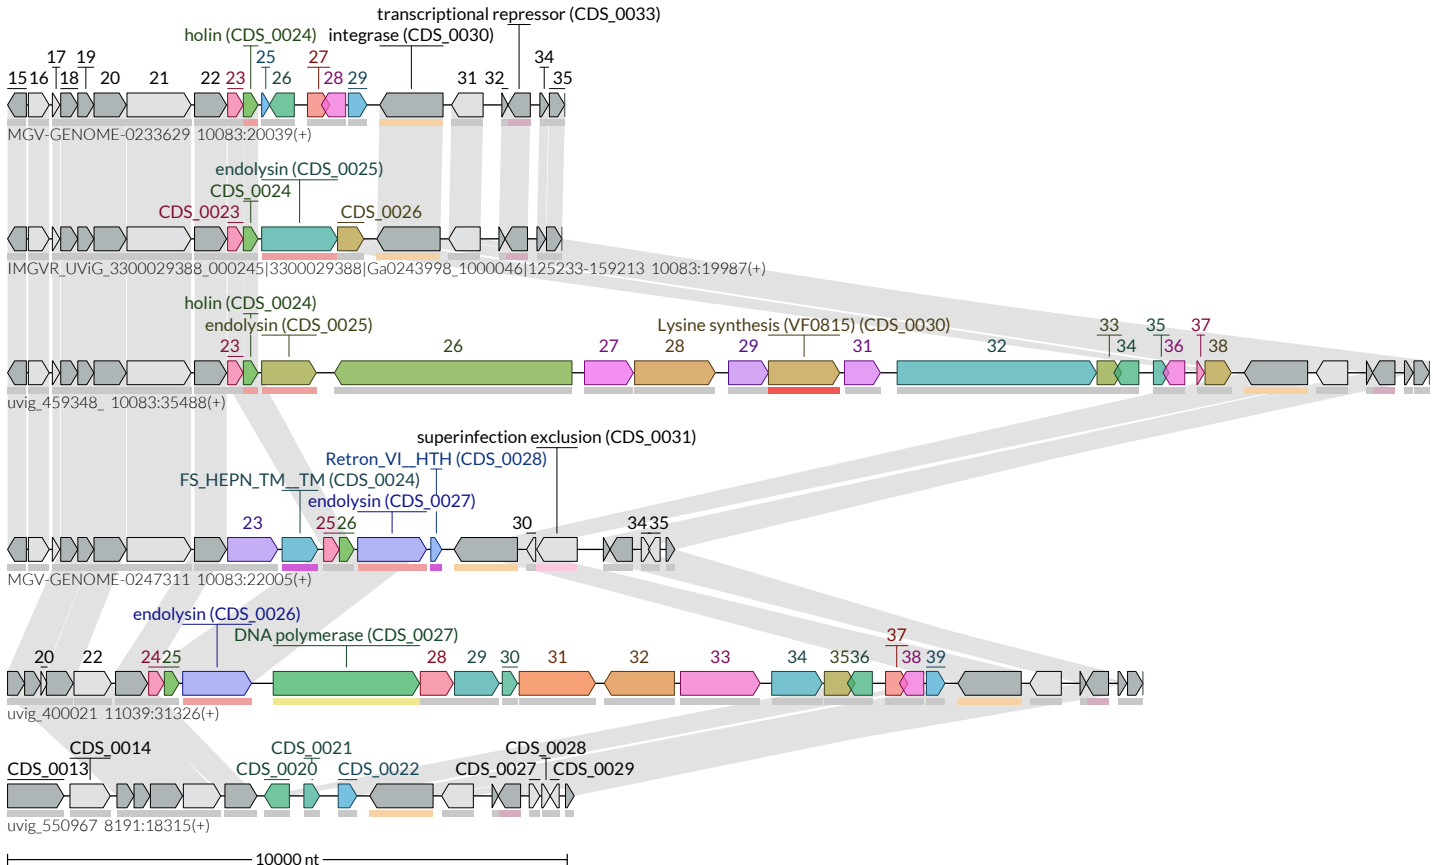 transcriptional repressor (CDS_0033)
holin (CDS_0024) integrase (CDS_0030)
17 19 25 27 34
15 16 18 20 21 22 23 26 28 29 31 32 35
MGV-GENOME-0233629 10083:20039(+)
endolysin (CDS_0025)
CDS_0024
CDS_0023 CDS_0026
IMGVR_UViG_3300029388_000245|3300029388|Ga0243998_1000046|125233-159213 10083:19987(+)
holin (CDS_0024)
endolysin (CDS_0025) Lysine synthesis (VF0815) (CDS_0030) 33 35 37
23 26 27 28 29 31 32 34 36 38
uvig_459348_ 10083:35488(+)
superinfection exclusion (CDS_0031)
Retron_VI__HTH (CDS_0028)
FS_HEPN_TM__TM (CDS_0024)
endolysin (CDS_0027)
23 25 26 30 34 35
MGV-GENOME-0247311 10083:22005(+)
endolysin (CDS_0026)
DNA polymerase (CDS_0027) 37
20 22 24 25 28 29 30 31 32 33 34 35 36 38 39
uvig_400021 11039:31326(+)
CDS_0014 CDS_0021 CDS_0028
CDS_0013 CDS_0020 CDS_0022 CDS_0027 CDS_0029
uvig_550967 8191:18315(+)
10000 nt